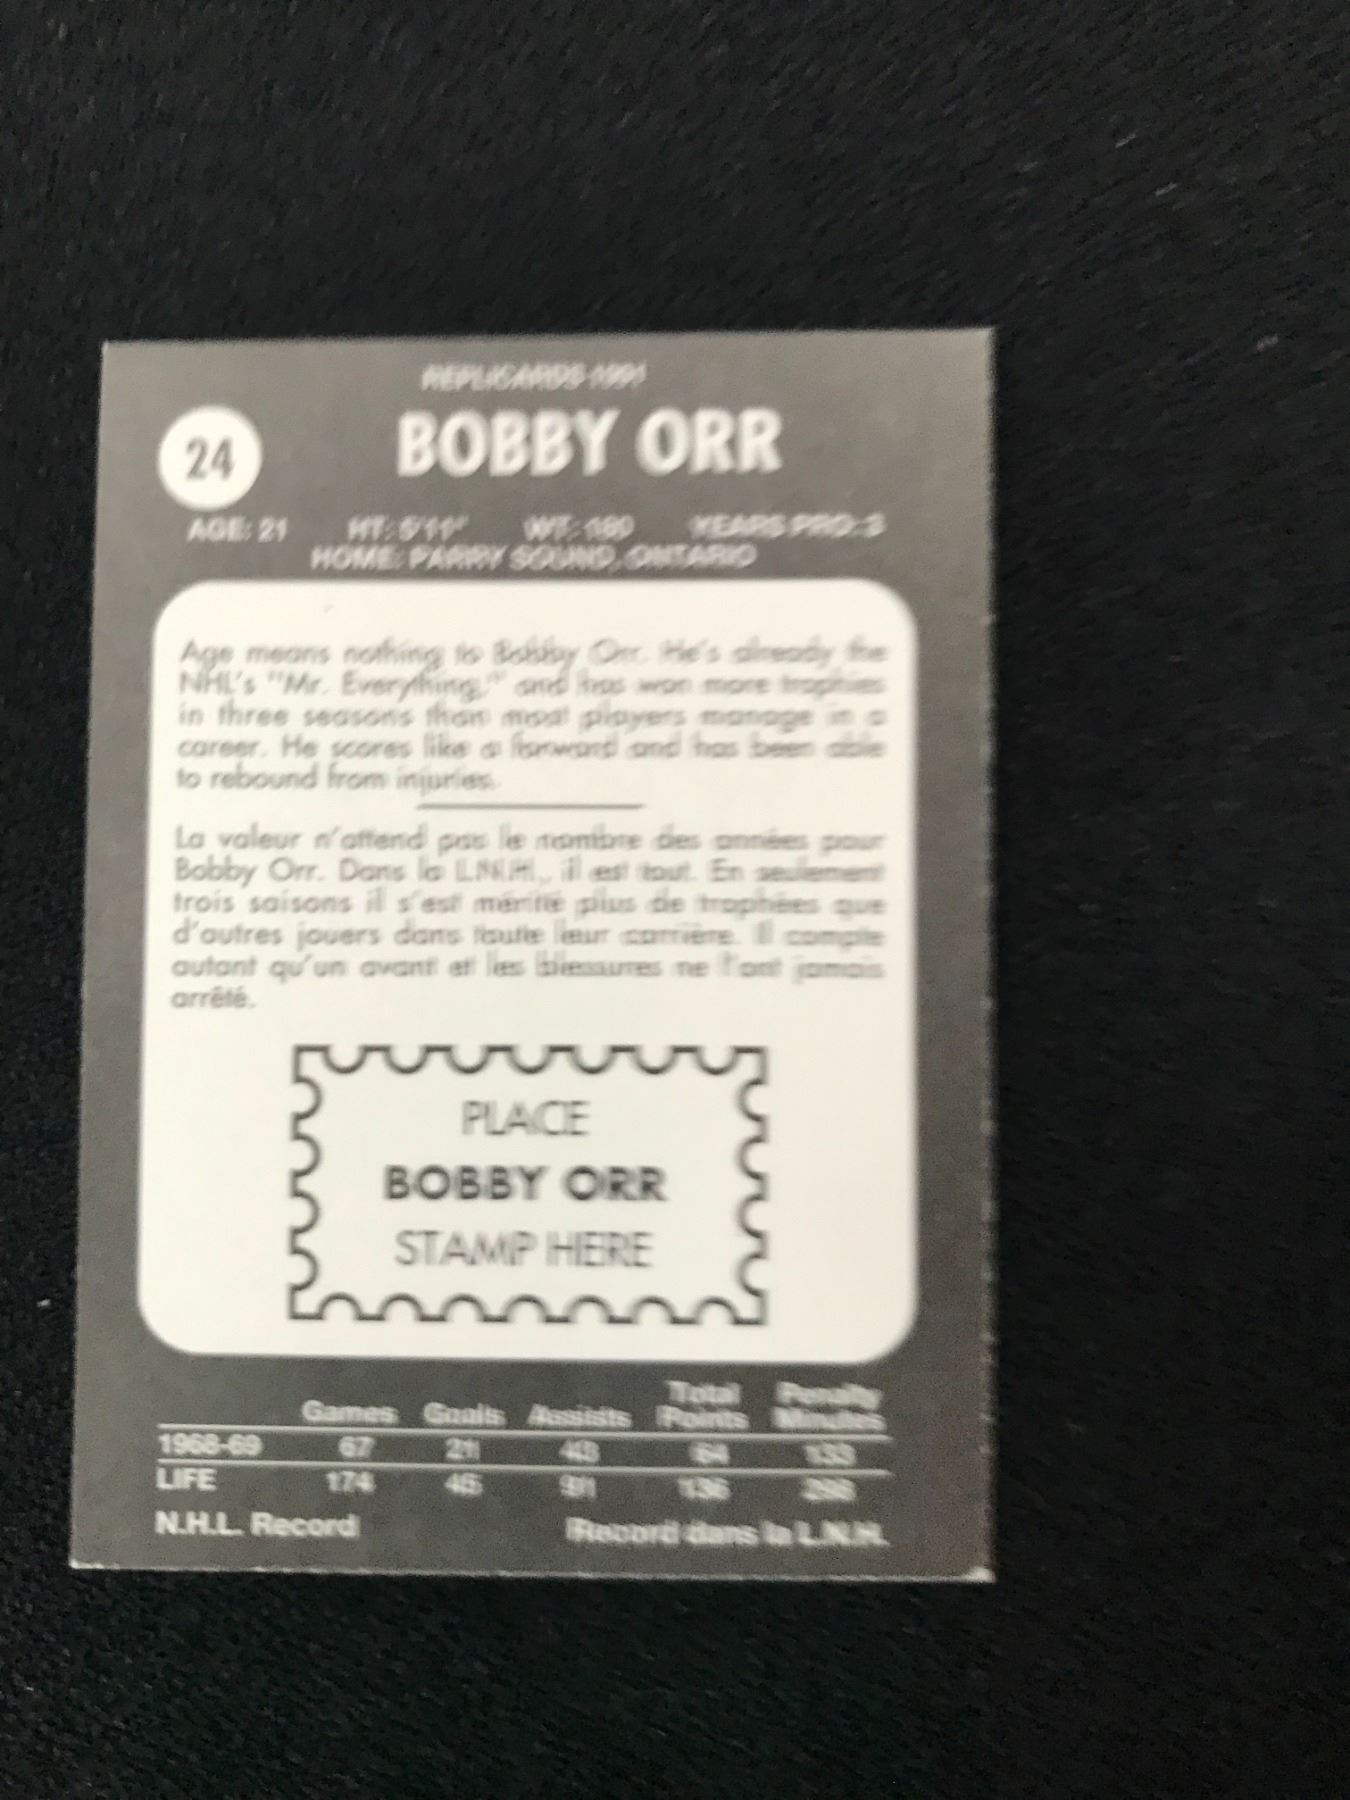 REPLICARDS 1991
24
BOBBY ORR
AGE: 21 HT: 5'11" WT: 180 YEARS PRO: 3
HOME: PARRY SOUND, ONTARIO
Age means nothing to Bobby Orr. He's already the
NHL's "Mr. Everything," and has won more trophies
in three seasons than most players manage in a
career. He scores like a forward and has been able
to rebound from injuries.
La valeur n'attend pas le nombre des années pour
Bobby Orr. Dans la L.N.H., il est tout. En seulement
trois saisons il s'est mérité plus de trophées que
d'autres jouers dans toute leur carrière. Il compte
autant qu'un avant et les blessures ne l'ont jamais
arrêté.
PLACE
BOBBY ORR
STAMP HERE
Games Goals Assists Total Points Penalty Minutes
1968-69 67 21 43 64 133
LIFE 174 45 91 136
N.H.L. Record Record dans la L.N.H.